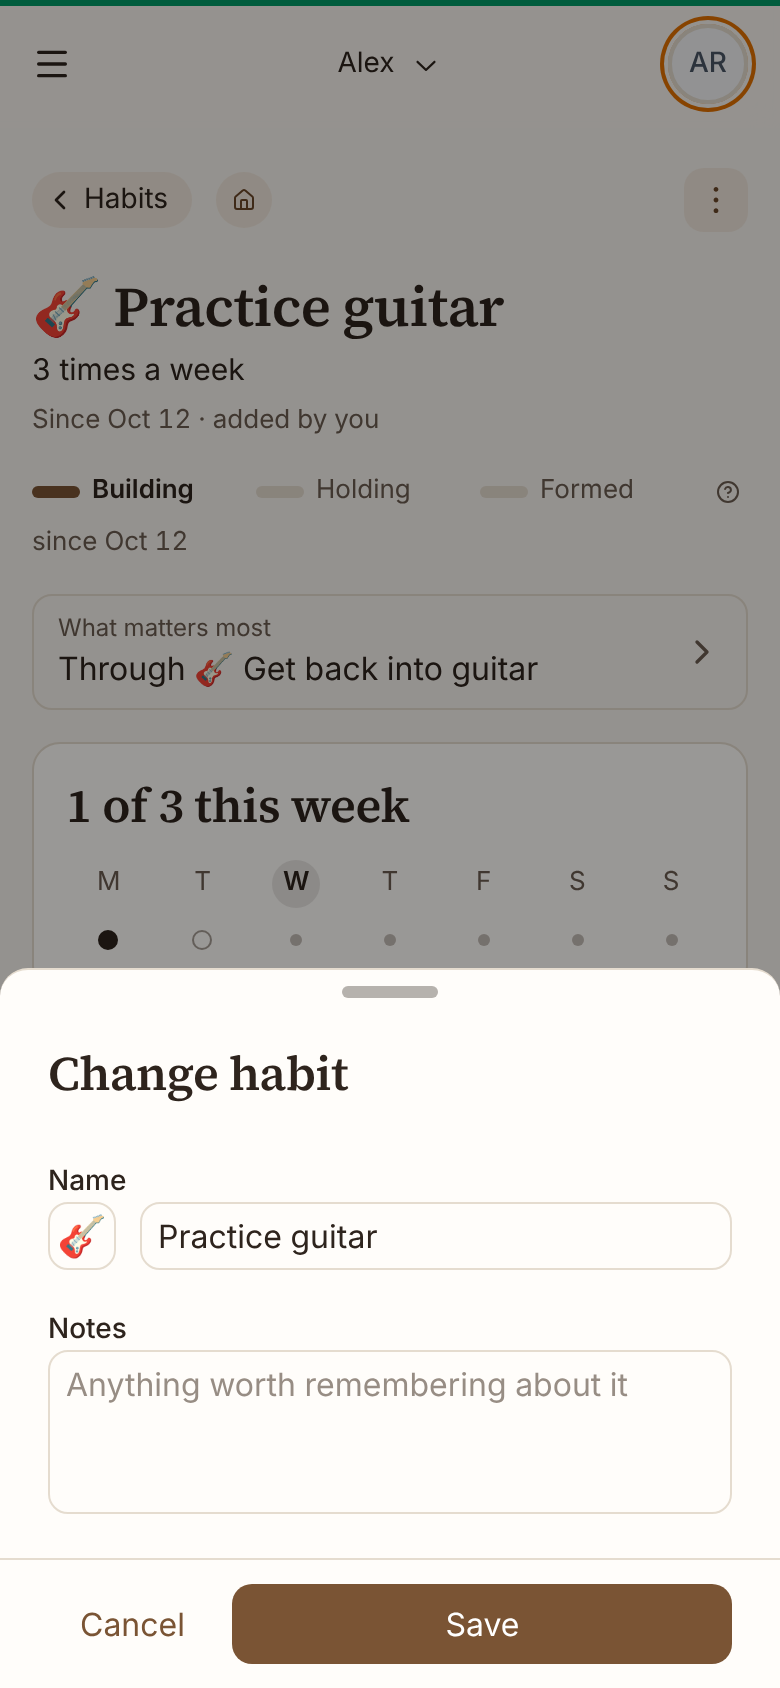 Alex
AR
Habits
Practice guitar
3 times a week
Since Oct 12 · added by you
Building
Holding
Formed
since Oct 12
What matters most
Through 🎸 Get back into guitar
1 of 3 this week
M T W T F S S
Change habit
Name
Practice guitar
Notes
Anything worth remembering about it
Cancel
Save